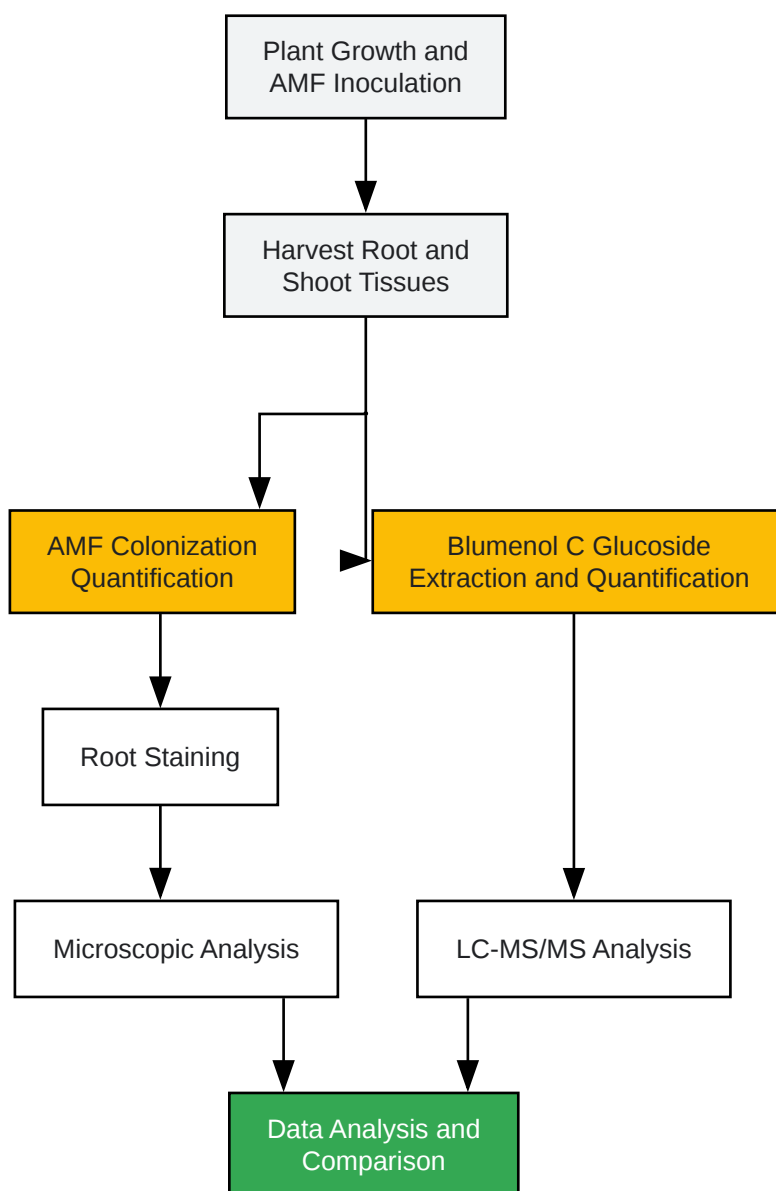 Plant Growth and
AMF Inoculation
Harvest Root and
Shoot Tissues
AMF Colonization
Quantification
Blumenol C Glucoside
Extraction and Quantification
Root Staining
Microscopic Analysis
LC-MS/MS Analysis
Data Analysis and
Comparison